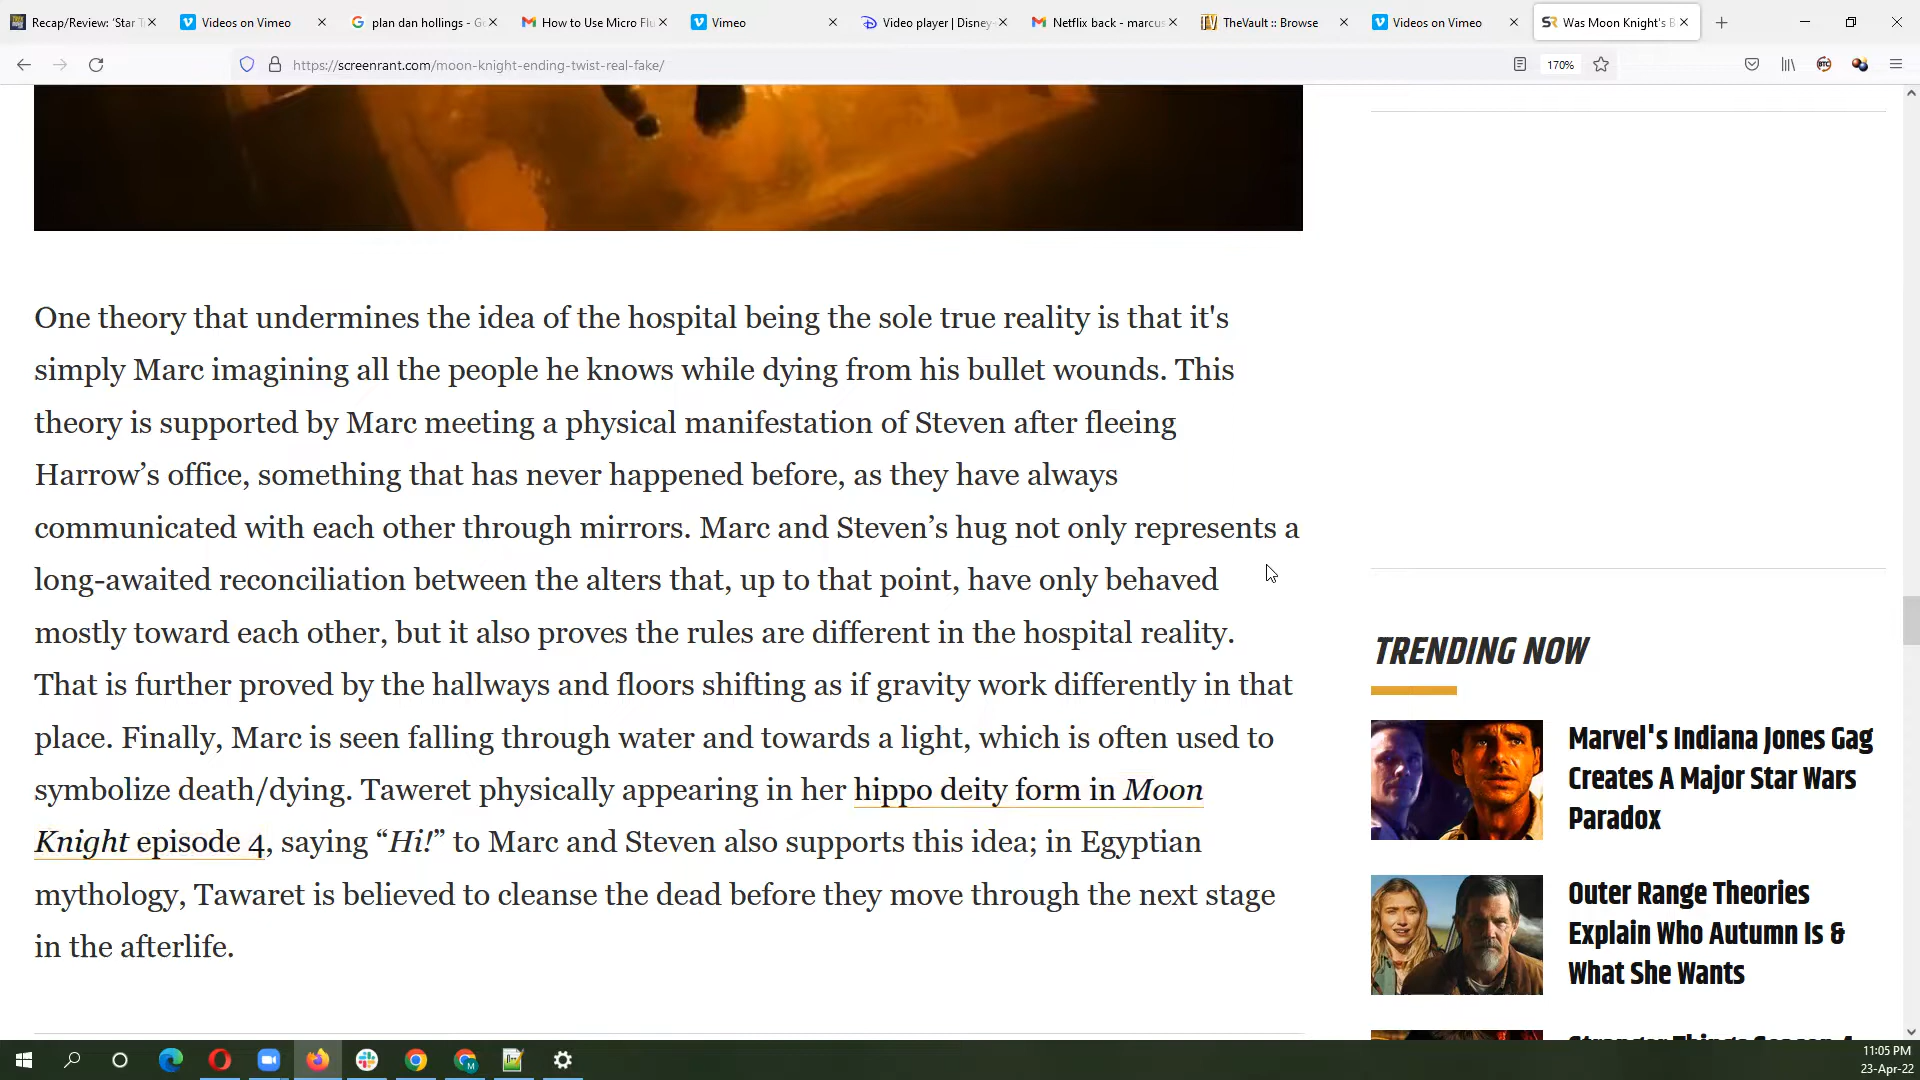 Recap/Review: 'Star T
Videos on Vimeo
plan dan hollings - G
How to Use Micro Flu
Vimeo
Video player | Disney+
Netflix back - marcus
TheVault :: Browse
Videos on Vimeo
Was Moon Knight's B
https://screenrant.com/moon-knight-ending-twist-real-fake/
170%
One theory that undermines the idea of the hospital being the sole true reality is that it's
simply Marc imagining all the people he knows while dying from his bullet wounds. This
theory is supported by Marc meeting a physical manifestation of Steven after fleeing
Harrow’s office, something that has never happened before, as they have always
communicated with each other through mirrors. Marc and Steven’s hug not only represents a
long-awaited reconciliation between the alters that, up to that point, have only behaved
mostly toward each other, but it also proves the rules are different in the hospital reality.
That is further proved by the hallways and floors shifting as if gravity work differently in that
place. Finally, Marc is seen falling through water and towards a light, which is often used to
symbolize death/dying. Taweret physically appearing in her hippo deity form in Moon
Knight episode 4, saying “Hi!” to Marc and Steven also supports this idea; in Egyptian
mythology, Tawaret is believed to cleanse the dead before they move through the next stage
in the afterlife.
TRENDING NOW
Marvel's Indiana Jones Gag
Creates A Major Star Wars
Paradox
Outer Range Theories
Explain Who Autumn Is &
What She Wants
Stranger Things Season 4
11:05 PM
23-Apr-22